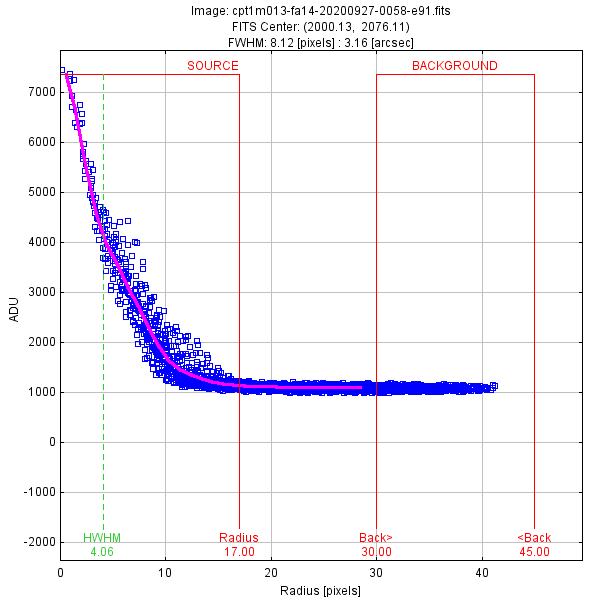 Image: cpt1m013-fa14-20200927-0058-e91.fits
FITS Center: (2000.13, 2076.11)
FWHM: 8.12 [pixels] : 3.16 [arcsec]
SOURCE
BACKGROUND
7000
6000
5000
4000
3000
2000
1000
0
-1000
-2000
ADU
HWHM
4.06
Radius
17.00
Back>
30.00
<Back
45.00
0
10
20
30
40
Radius [pixels]